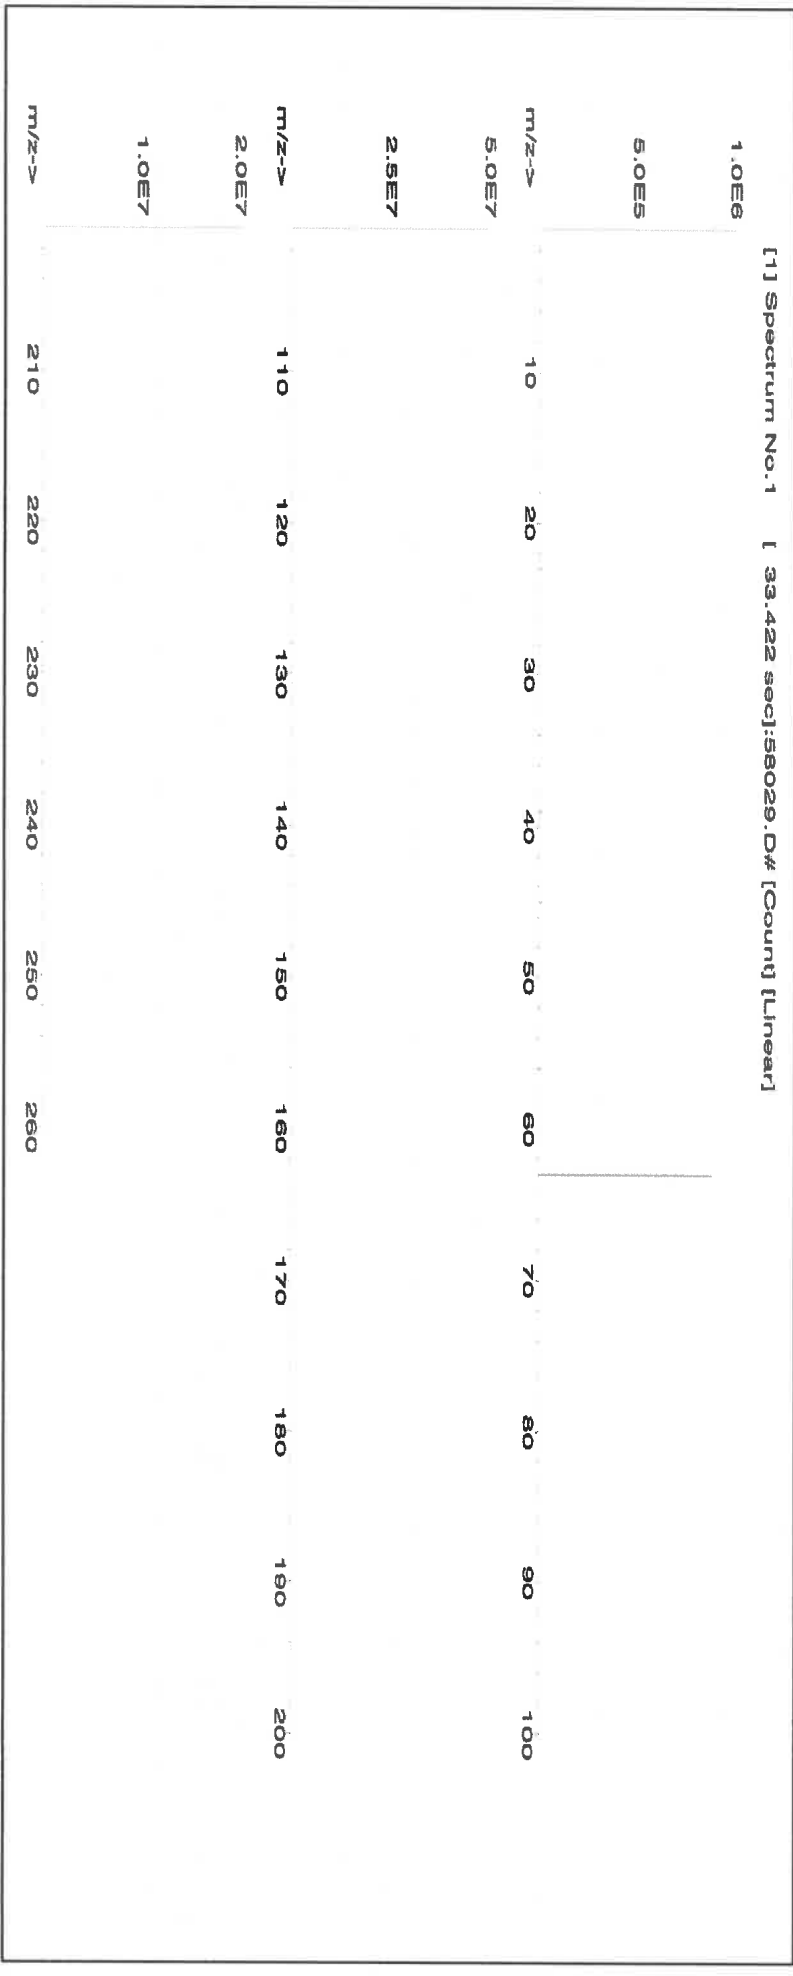 [1] Spectrum No.1 [ 33.422 sec]:58029.D# [Count] [Linear]
1.0E6
5.0E5
m/z-> 10 20 30 40 50 60 70 80 90 100
5.0E7
2.5E7
m/z-> 110 120 130 140 150 160 170 180 190 200
2.0E7
1.0E7
m/z-> 210 220 230 240 250 260